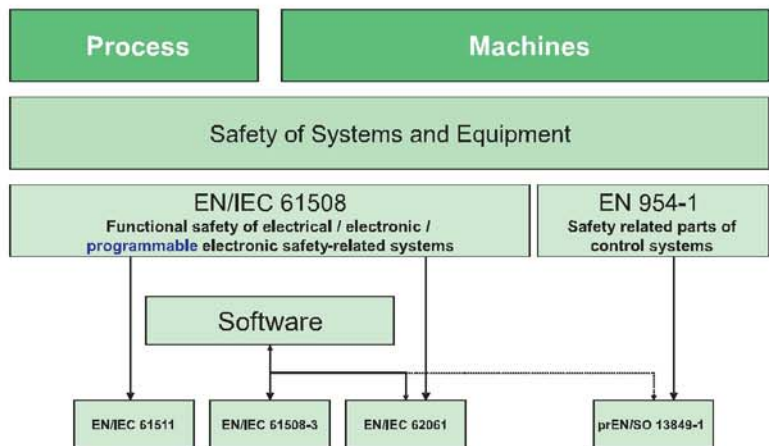 Process
Machines
Safety of Systems and Equipment
EN/IEC 61508
Functional safety of electrical / electronic /
programmable electronic safety-related systems
EN 954-1
Safety related parts of
control systems
Software
EN/IEC 61511
EN/IEC 61508-3
EN/IEC 62061
prEN/SO 13849-1